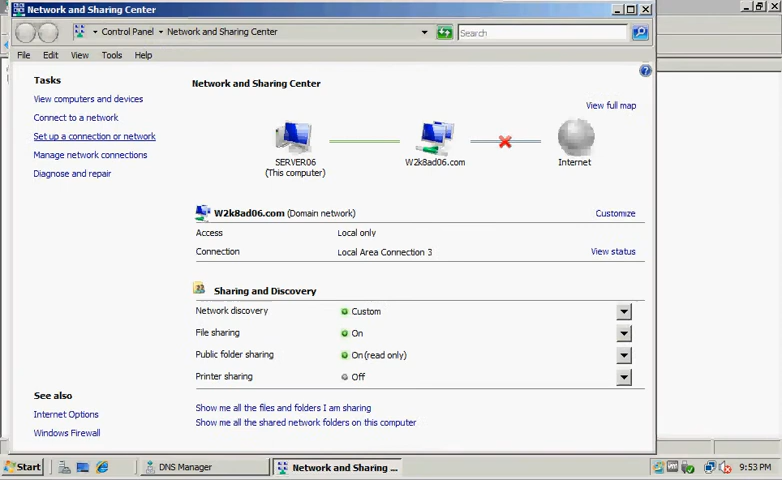 Network and Sharing Center
Control Panel
Network and Sharing Center
Search
File
Edit
View
Tools
Help
Tasks
View computers and devices
Connect to a network
Set up a connection or network
Manage network connections
Diagnose and repair
Network and Sharing Center
View full map
SERVER06
(This computer)
W2k8ad06.com
Internet
W2k8ad06.com (Domain network)
Customize
Access
Local only
Connection
Local Area Connection 3
View status
Sharing and Discovery
Network discovery
Custom
File sharing
On
Public folder sharing
On (read only)
Printer sharing
Off
Show me all the files and folders I am sharing
Show me all the shared network folders on this computer
See also
Internet Options
Windows Firewall
Start
DNS Manager
Network and Sharing ...
9:53 PM